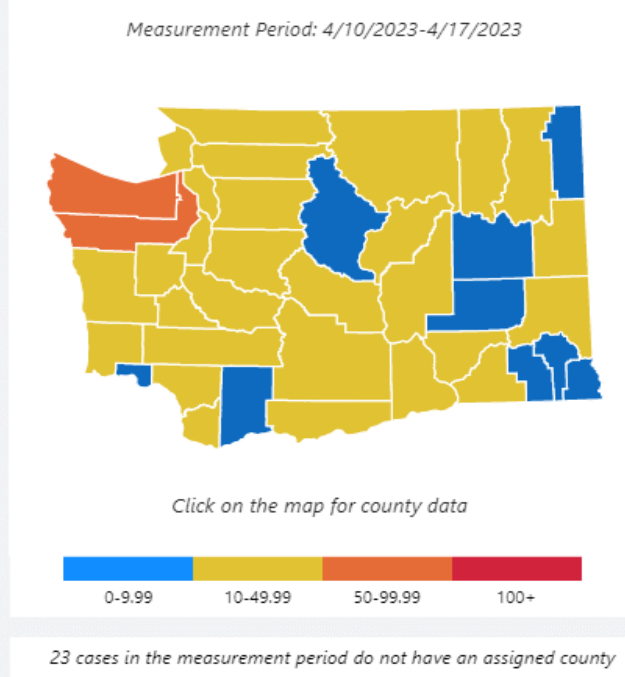 Measurement Period: 4/10/2023-4/17/2023
Click on the map for county data
0-9.99 10-49.99 50-99.99 100+
23 cases in the measurement period do not have an assigned county